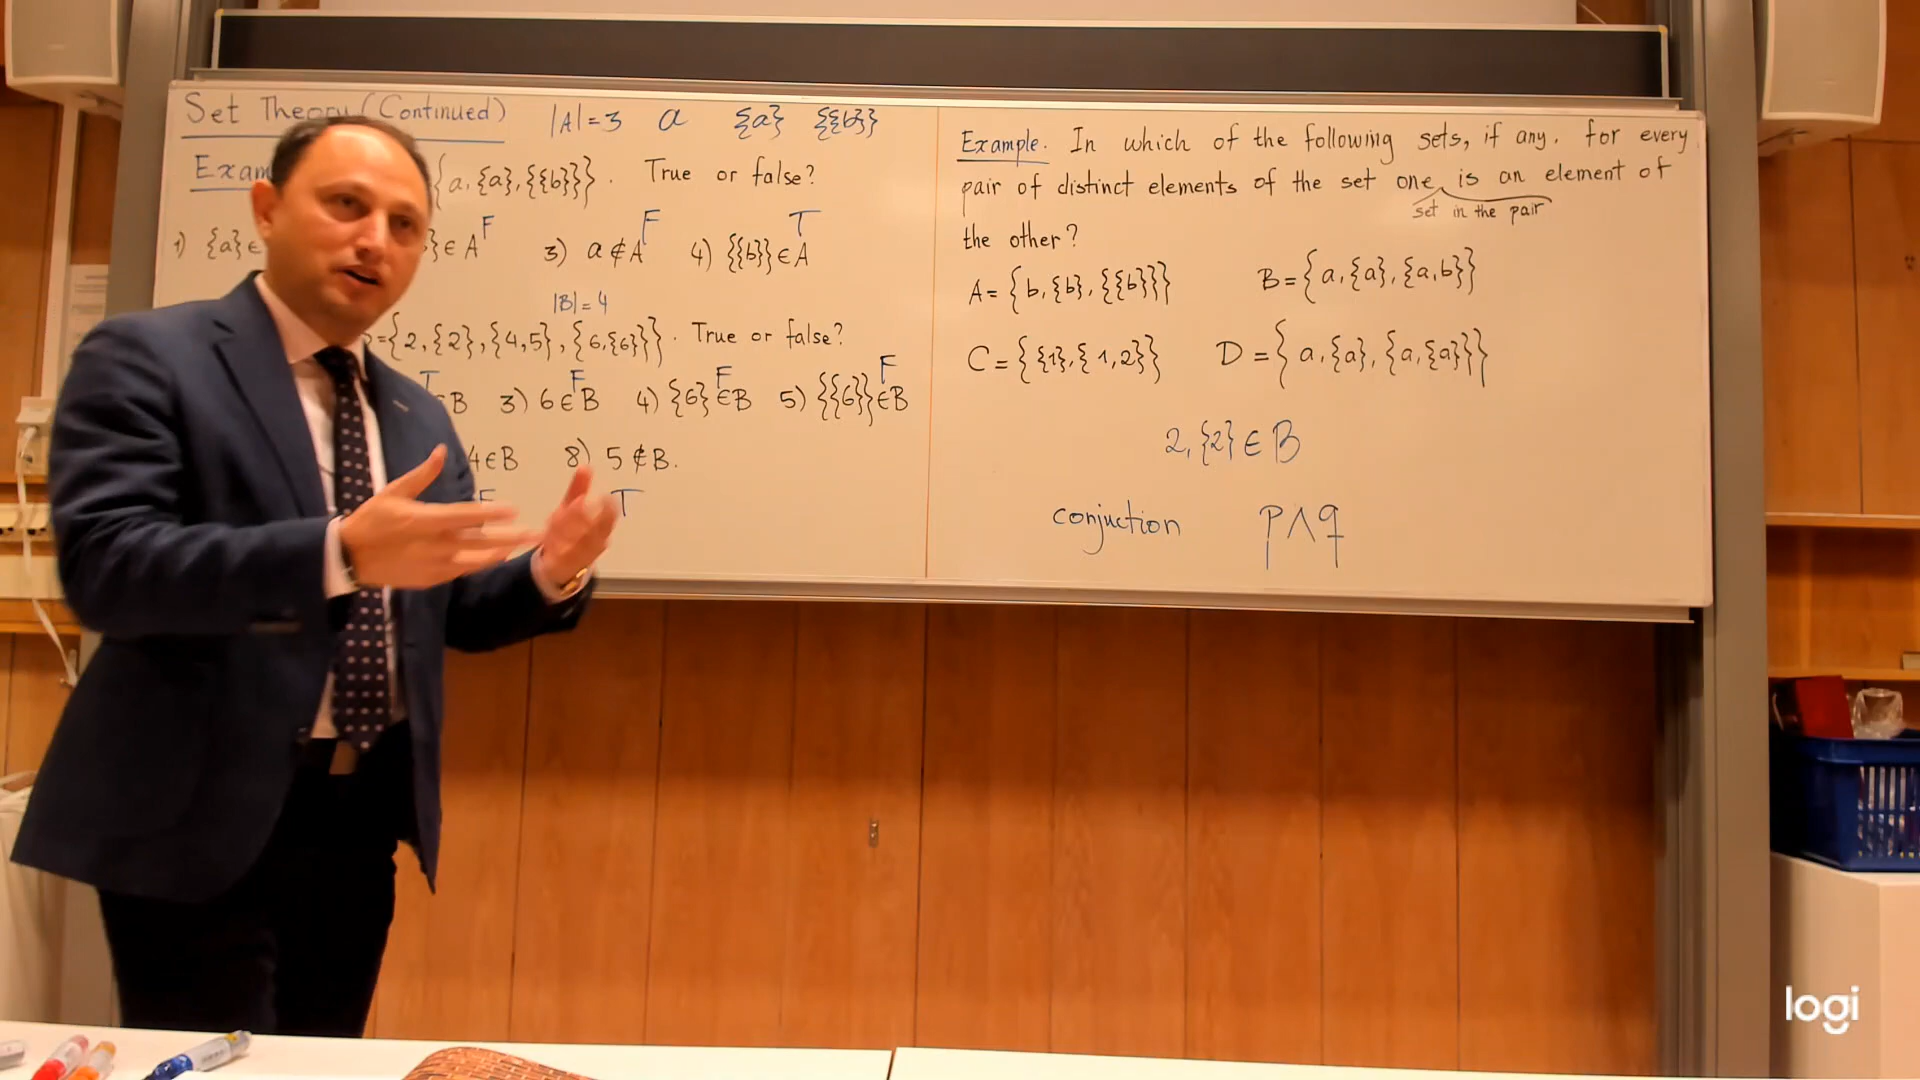 Set Theory (Continued) |A|=3 a {a} {{b}}
{a,{a},{{b}}}. True or false?
1) {a}∈ }∈A F 3) a∉A F 4) {{b}}∈A T
|B|=4
={2,{2},{4,5},{6,{6}}}. True or false?
T ∈B 3) 6∈B F 4) {6}∈B F 5) {{6}}∈B F
4∈B F 8) 5∉B. T
Example. In which of the following sets, if any, for every
pair of distinct elements of the set one is an element of
set in the pair
the other?
A={b,{b},{{b}}} B={a,{a},{a,b}}
C={{1},{1,2}} D={a,{a},{a,{a}}}
2,{2}∈B
conjuction p∧q
logi